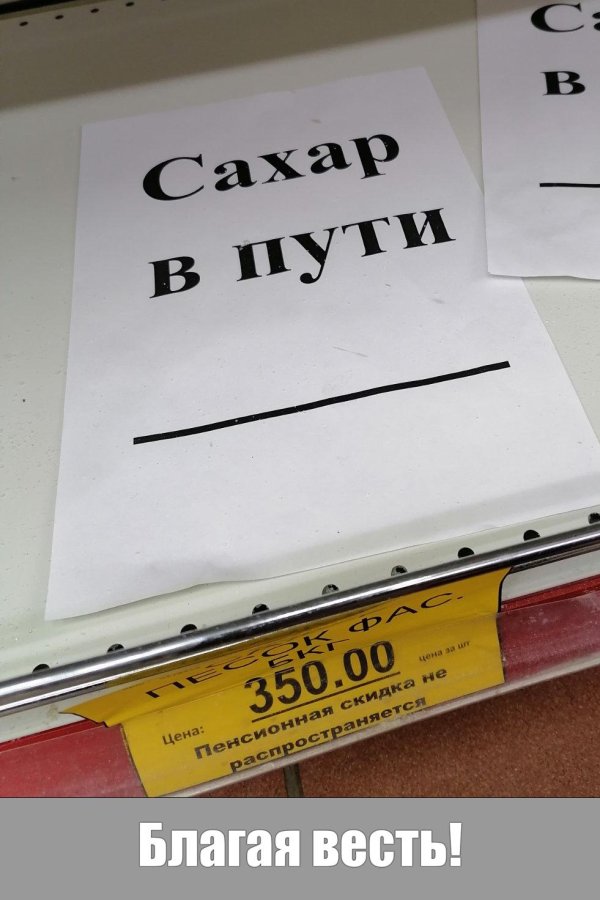 Сахар
в пути
С
в
ПЕСОК ФАС.
5КГ
350.00
цена за шт
Цена:
Пенсионная скидка не
распространяется
Благая весть!